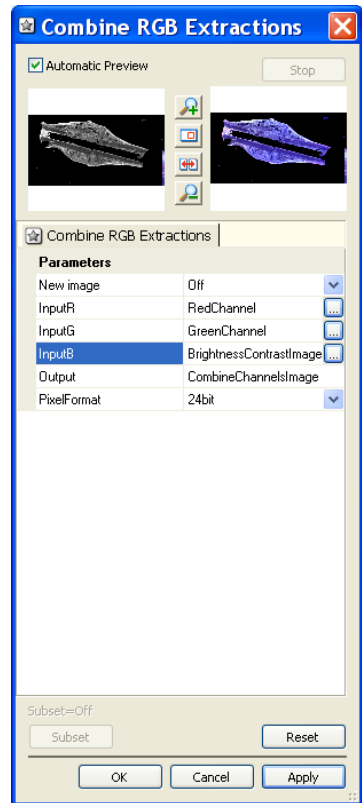 Combine RGB Extractions
Automatic Preview
Stop
Combine RGB Extractions
Parameters
New image Off
InputR RedChannel ...
InputG GreenChannel ...
InputB BrightnessContrastImage ...
Output CombineChannelsImage
PixelFormat 24bit
Subset=Off
Subset Reset
OK Cancel Apply